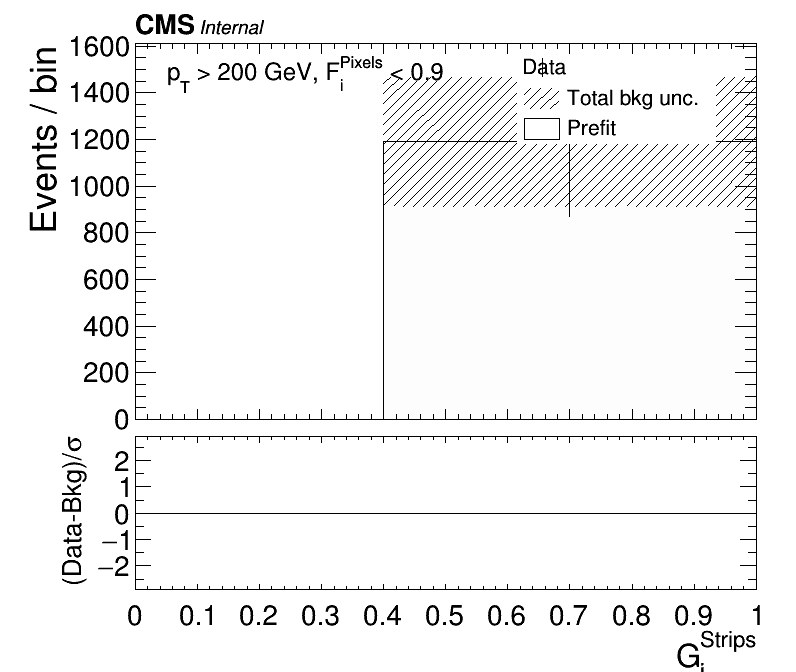 CMS Internal
p_T > 200 GeV, F_i^Pixels < 0.9
Data
Total bkg unc.
Prefit
Events / bin
1600
1400
1200
1000
800
600
400
200
0
(Data-Bkg)/σ
2
1
0
−1
−2
0 0.1 0.2 0.3 0.4 0.5 0.6 0.7 0.8 0.9 1
G_i^Strips